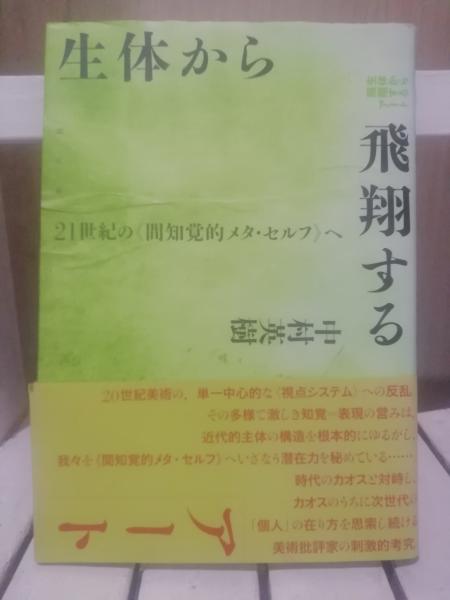 生体から
飛翔する
アート
21世紀の《間知覚的メタ・セルフ》へ
中村英樹
20世紀美術の，単一中心的な〈視点システム〉への反乱。
その多様で激しき知覚＝表現の営みは，
近代的主体の構造を根本的にゆるがし，
我々を《間知覚的メタ・セルフ》へいざなう潜在力を秘めている……
時代のカオスと対峙し，
カオスのうちに次世代の
「個人」の在り方を思索し続ける
美術批評家の刺激的考究。